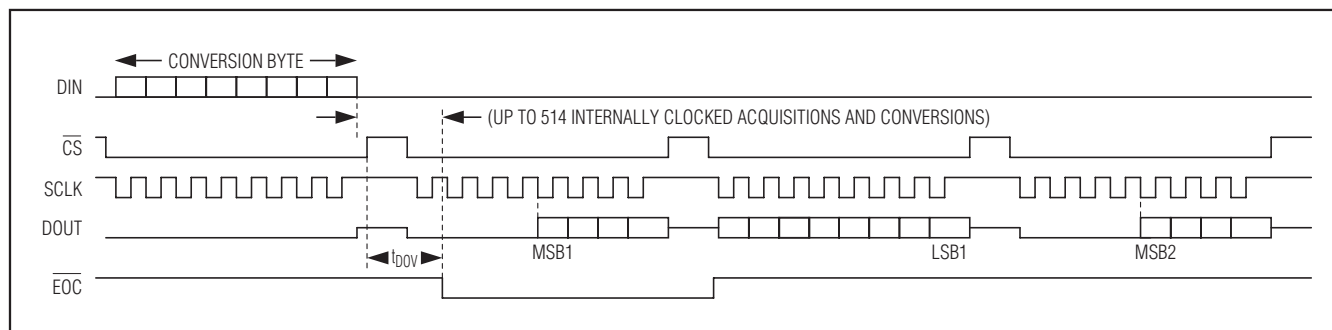 CONVERSION BYTE
DIN
(UP TO 514 INTERNALLY CLOCKED ACQUISITIONS AND CONVERSIONS)
CS
SCLK
DOUT
MSB1
LSB1
MSB2
tDOV
EOC